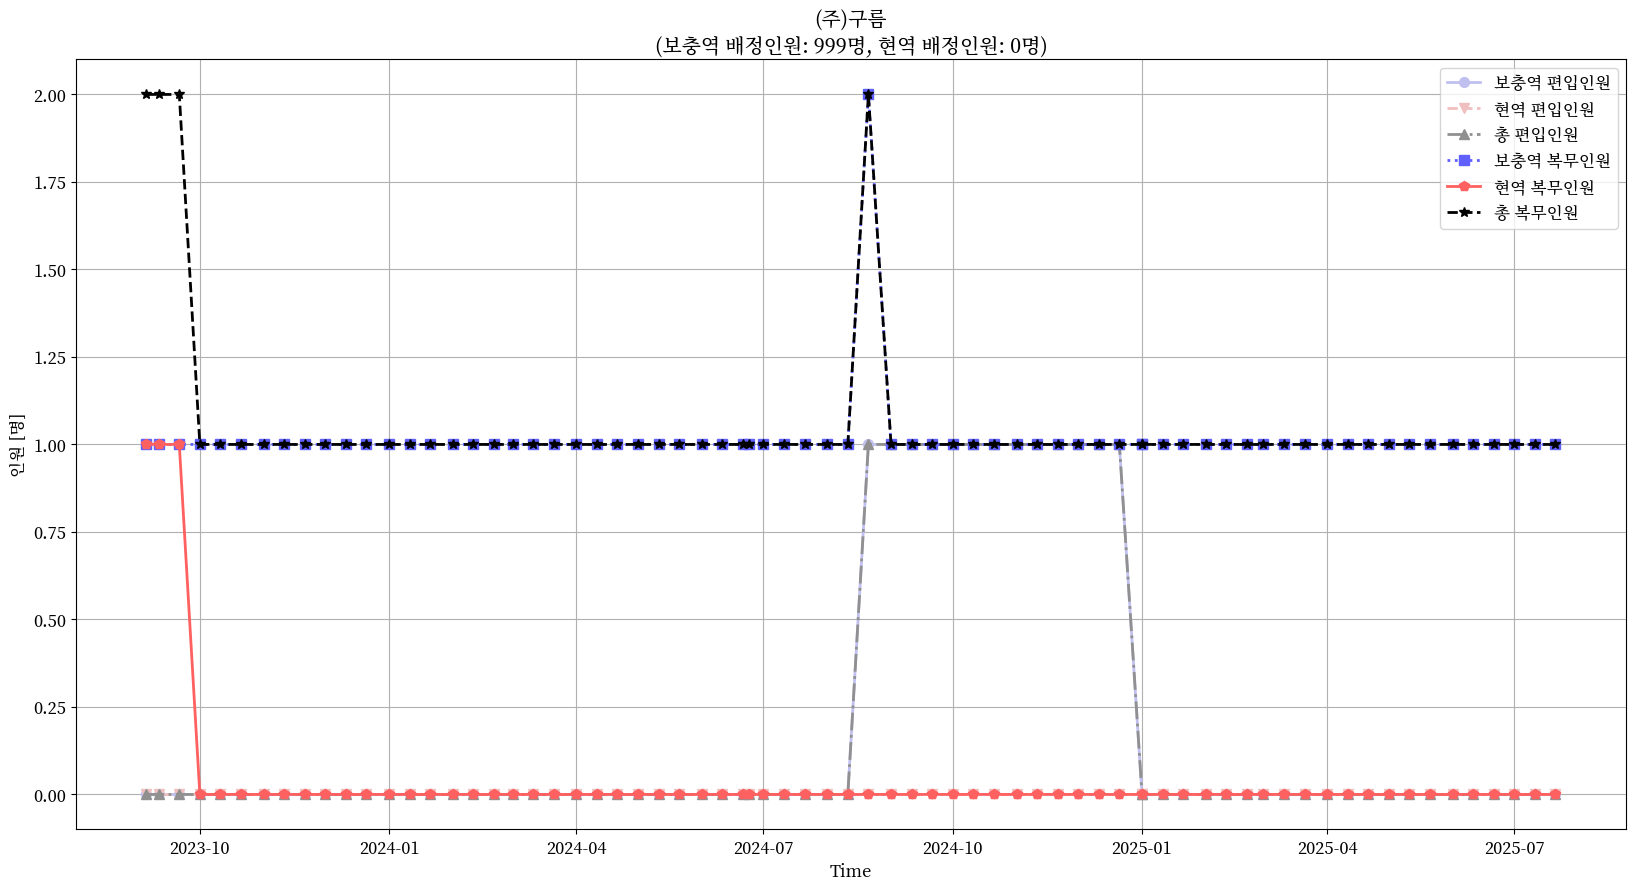 (주)구름
(보충역 배정인원: 999명, 현역 배정인원: 0명)
보충역 편입인원
현역 편입인원
총 편입인원
보충역 복무인원
현역 복무인원
총 복무인원
인원 [명]
2.00
1.75
1.50
1.25
1.00
0.75
0.50
0.25
0.00
2023-10
2024-01
2024-04
2024-07
2024-10
2025-01
2025-04
2025-07
Time